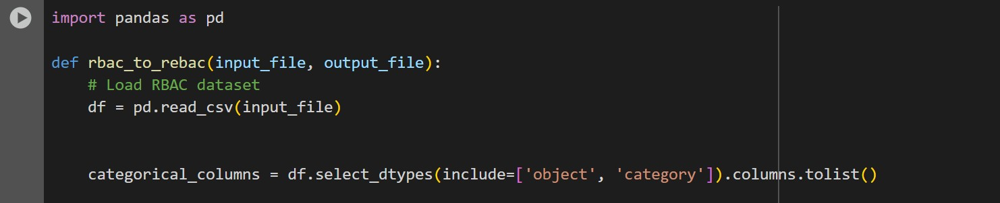 import pandas as pd
def rbac_to_rebac(input_file, output_file):
    # Load RBAC dataset
    df = pd.read_csv(input_file)
    categorical_columns = df.select_dtypes(include=['object', 'category']).columns.tolist()